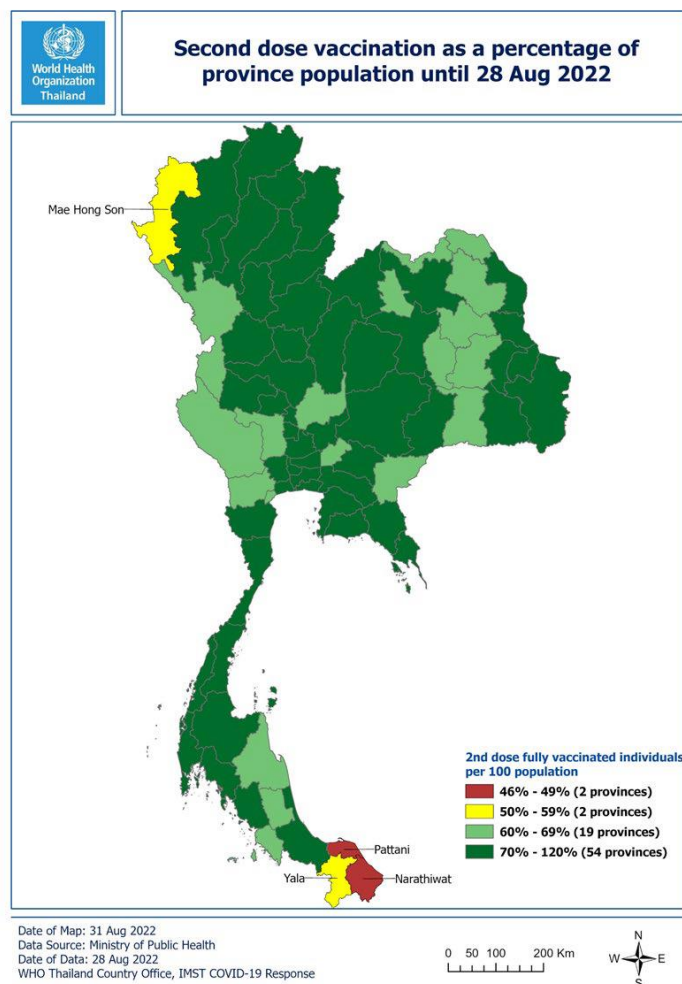 World Health
Organization
Thailand
Second dose vaccination as a percentage of
province population until 28 Aug 2022
Mae Hong Son
2nd dose fully vaccinated individuals
per 100 population
46% - 49% (2 provinces)
50% - 59% (2 provinces)
60% - 69% (19 provinces)
70% - 120% (54 provinces)
Pattani
Yala
Narathiwat
Date of Map: 31 Aug 2022
Data Source: Ministry of Public Health
Date of Data: 28 Aug 2022
WHO Thailand Country Office, IMST COVID-19 Response
0 50 100 200 Km
N
W E
S